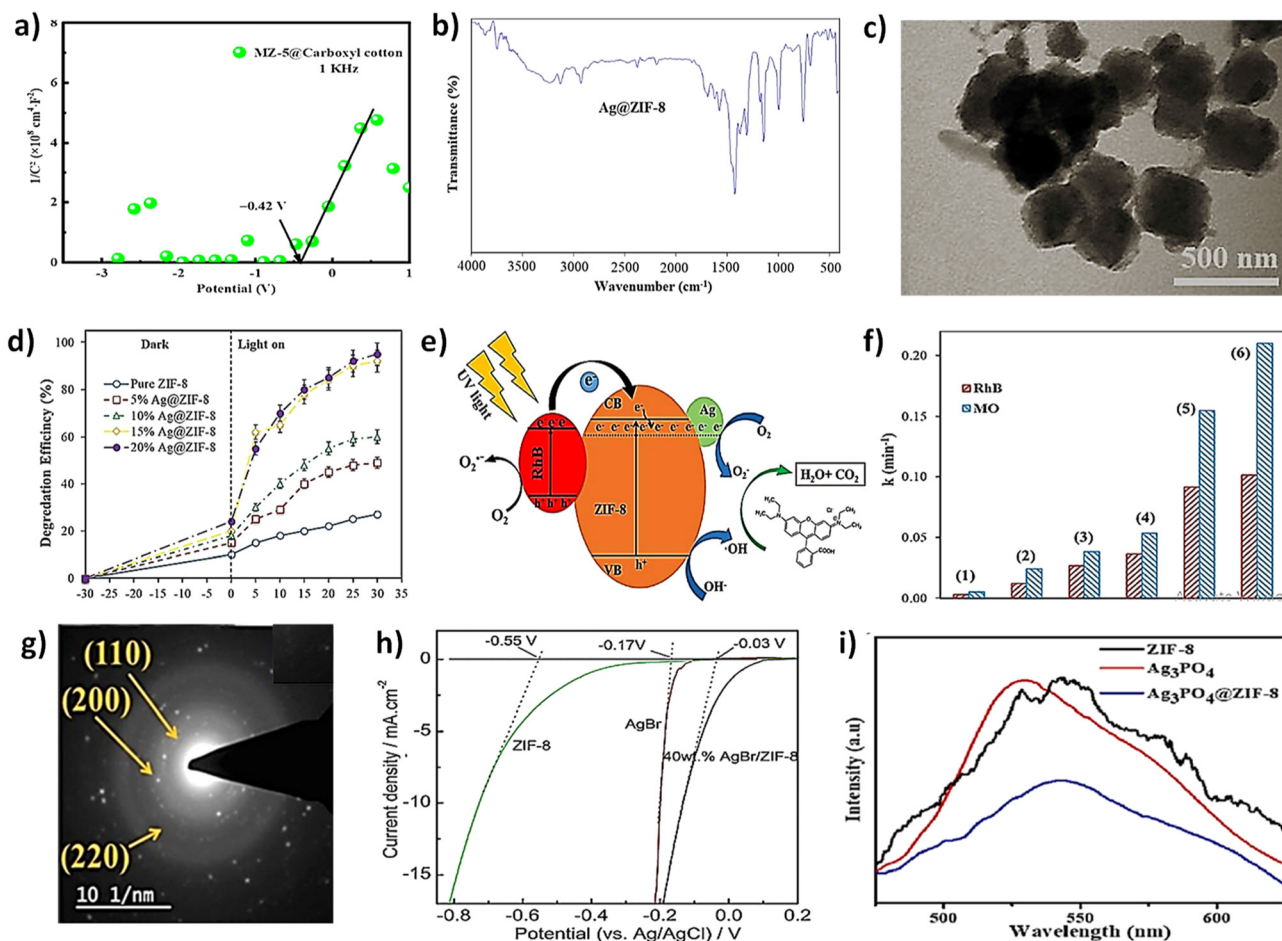 a)
MZ-5@Carboxyl cotton
1 KHz
1/C² (×10⁸ cm⁴·F²)
8
6
4
2
0
−0.42 V
-3
-2
-1
0
1
Potential (V)
b)
Transmittance (%)
Ag@ZIF-8
4000
3500
3000
2500
2000
1500
1000
500
Wavenumber (cm⁻¹)
c)
500 nm
d)
Degredation Efficincy (%)
100
80
60
40
20
0
Dark
Light on
Pure ZIF-8
5% Ag@ZIF-8
10% Ag@ZIF-8
15% Ag@ZIF-8
20% Ag@ZIF-8
-30
-25
-20
-15
-10
-5
0
5
10
15
20
25
30
35
e)
UV light
e⁻
CB
e⁻
Ag
e e e
e⁻ e⁻ e⁻ e⁻ e⁻ e⁻ e⁻
RhB
h⁺ h⁺ h⁺
O₂•⁻
O₂
ZIF-8
VB
h⁺
O₂
O₂⁻
H₂O+ CO₂
·OH
OH⁻
H₃C
N
CH₃
O
Cl⁻
N⁺
CH₃
CH₃
COOH
f)
k (min⁻¹)
0.20
0.15
0.10
0.05
0.00
RhB
MO
(1)
(2)
(3)
(4)
(5)
(6)
g)
(110)
(200)
(220)
10 1/nm
h)
Current density / mA.cm⁻²
0
-5
-10
-15
-0.55 V
-0.17V
-0.03 V
ZIF-8
AgBr
40wt.% AgBr/ZIF-8
-0.8
-0.6
-0.4
-0.2
0.0
0.2
Potential (vs. Ag/AgCl) / V
i)
Intensity (a.u)
ZIF-8
Ag₃PO₄
Ag₃PO₄@ZIF-8
500
550
600
Wavelength (nm)